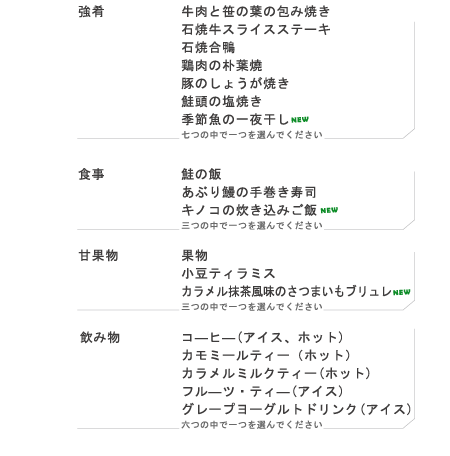 強肴
牛肉と笹の葉の包み焼き
石焼牛スライスステーキ
石焼合鴨
鶏肉の朴葉燒
豚のしょうが焼き
鮭頭の塩焼き
季節魚の一夜干し NEW
七つの中で一つを選んでください
食事
鮭の飯
あぶり鰻の手巻き寿司
キノコの炊き込みご飯 NEW
三つの中で一つを選んでください
甘果物
果物
小豆ティラミス
カラメル抹茶風味のさつまいもブリュレ NEW
三つの中で一つを選んでください
飲み物
コ―ヒ―(アイス、ホット)
カモミールティー (ホット)
カラメルミルクティー(ホット)
フル―ツ・ティ―(アイス)
グレープヨーグルトドリンク(アイス)
六つの中で一つを選んでください